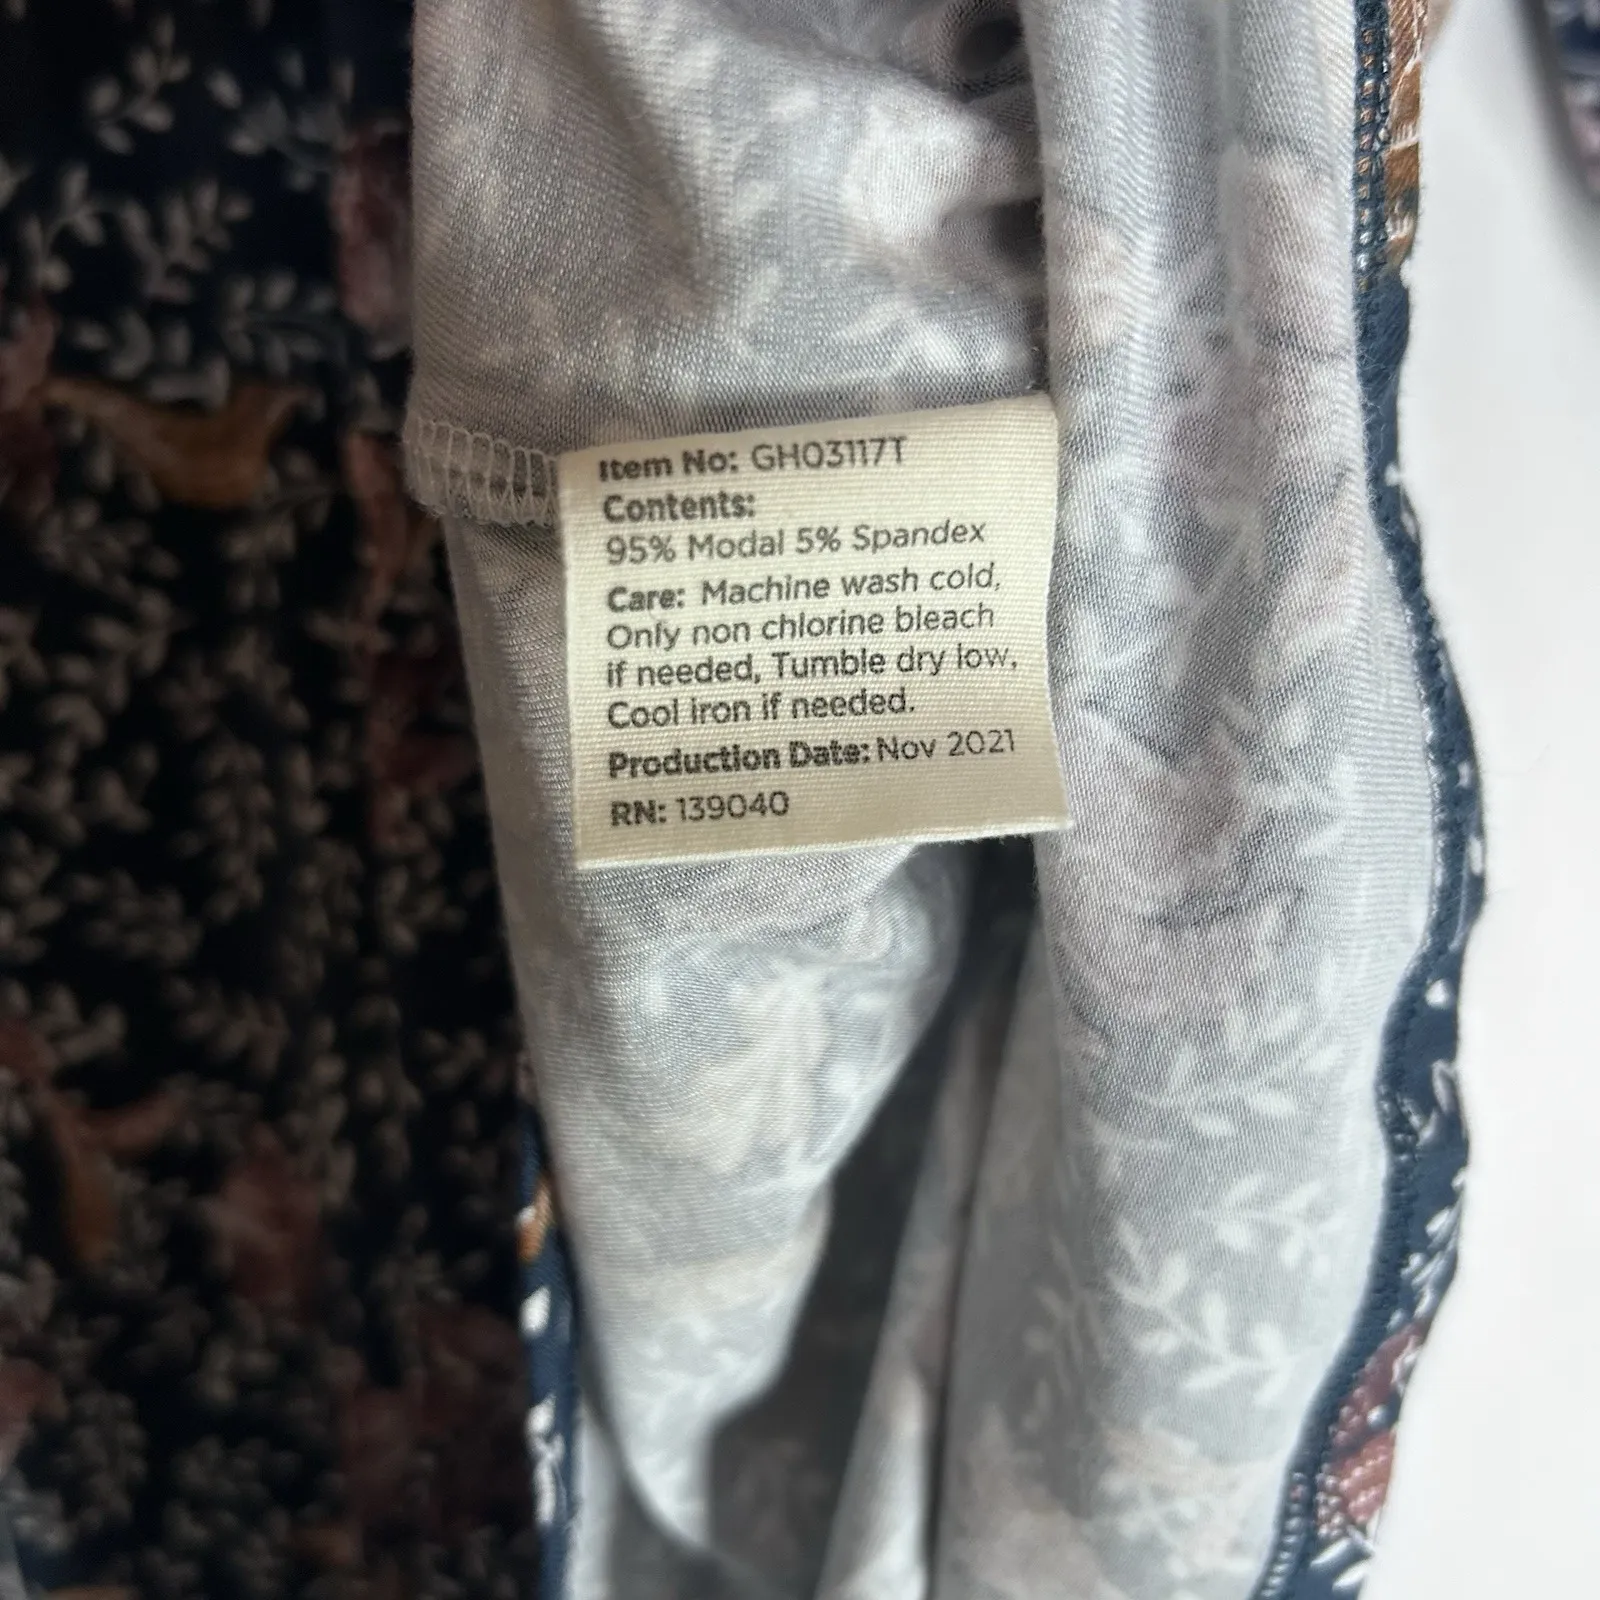 Item No: GH03117T
Contents:
95% Modal 5% Spandex
Care: Machine wash cold,
Only non chlorine bleach
if needed, Tumble dry low,
Cool iron if needed.
Production Date: Nov 2021
RN: 139040